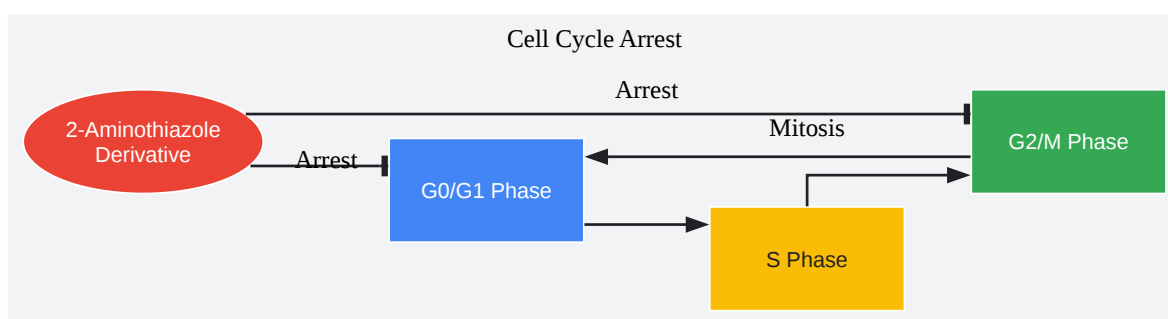 Cell Cycle Arrest
Arrest
2-Aminothiazole
Derivative
Mitosis
G2/M Phase
Arrest
G0/G1 Phase
S Phase